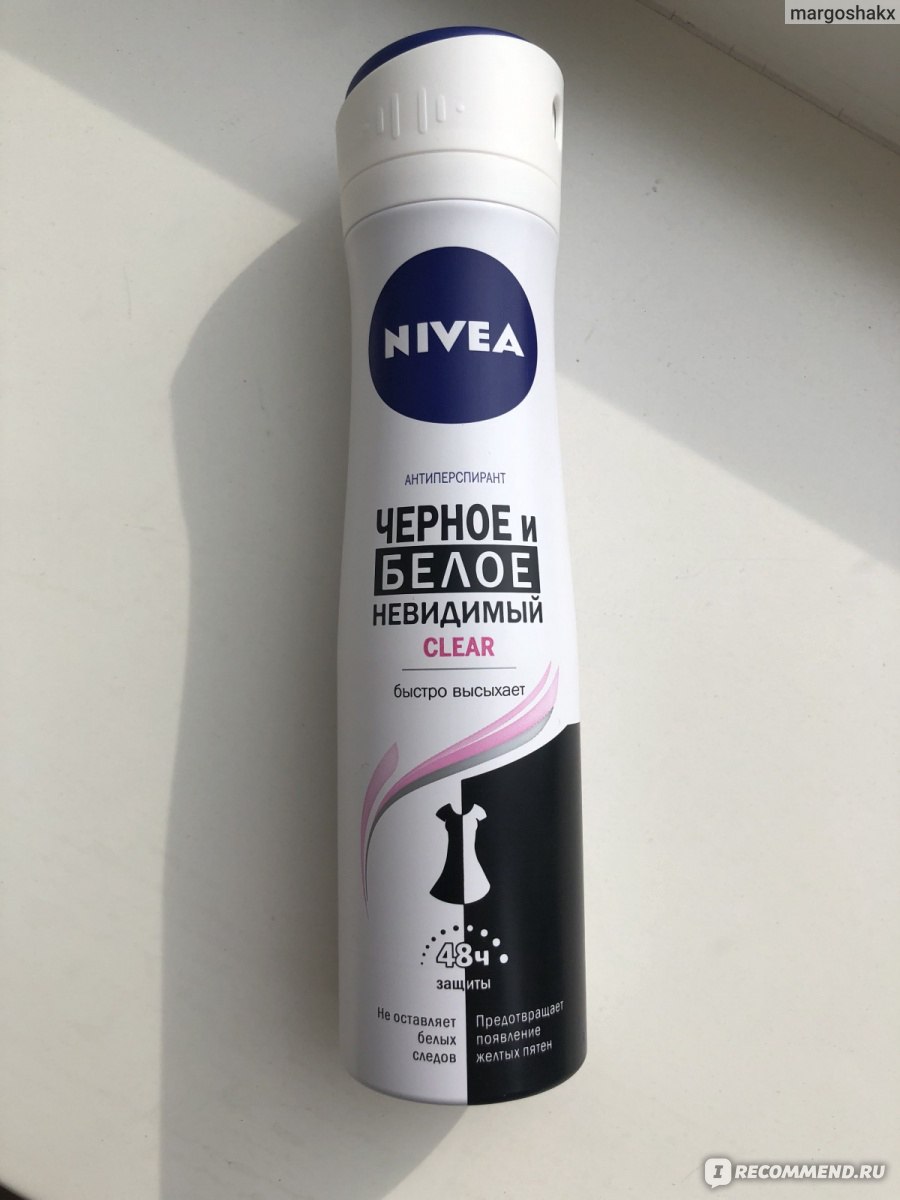 margoshakx
NIVEA
АНТИПЕРСПИРАНТ
ЧЕРНОЕ И
БЕЛОЕ
НЕВИДИМЫЙ
CLEAR
быстро высыхает
48ч
защиты
Не оставляет
белых
следов
Предотвращает
появление
желтых пятен
I RECOMMEND.RU